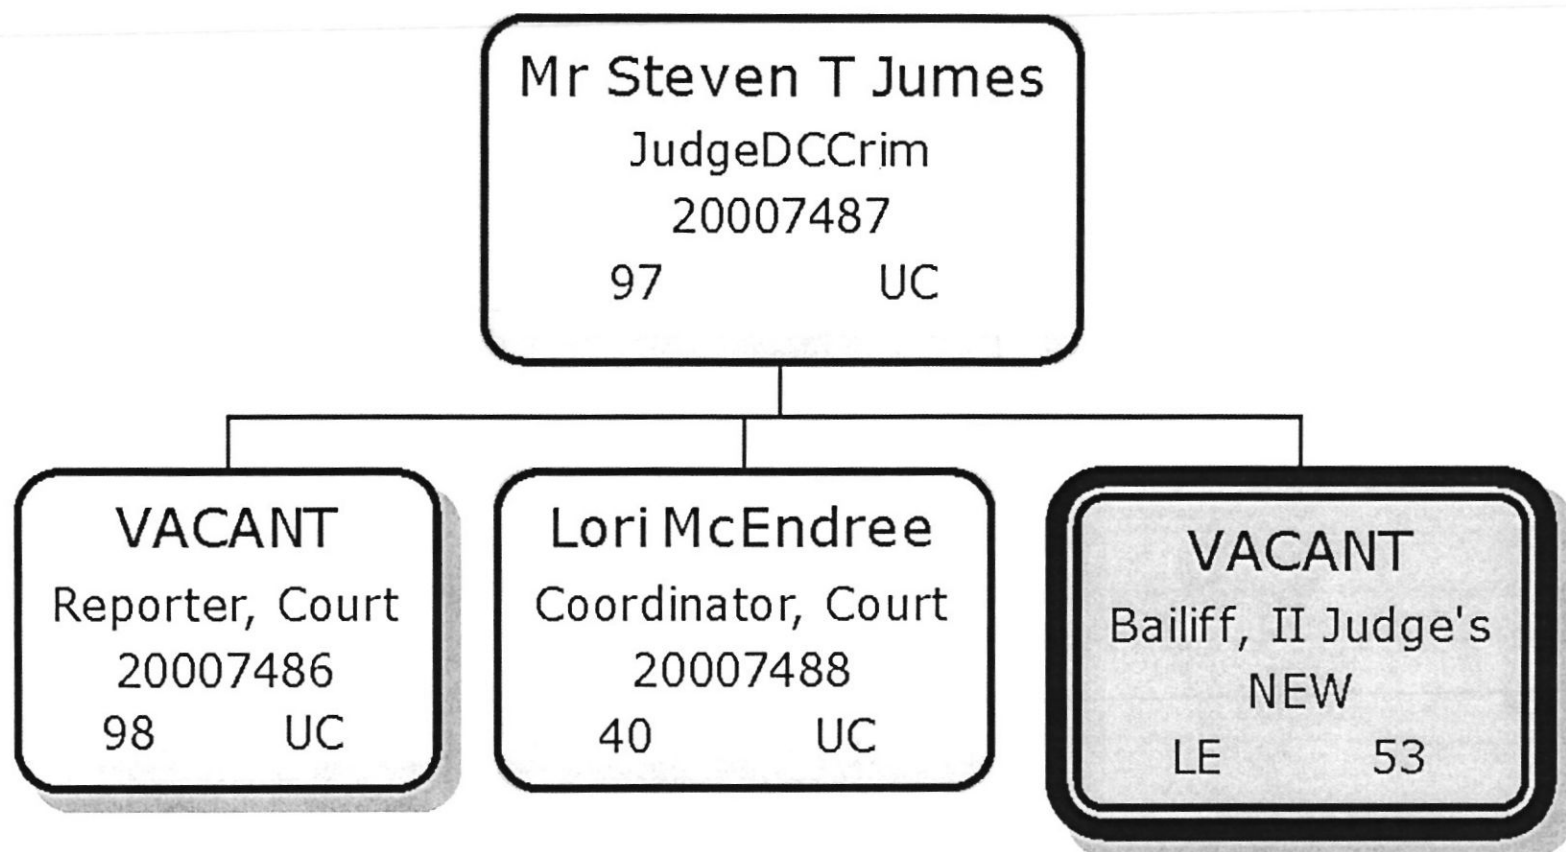 Mr Steven T Jumes
JudgeDCCrim
20007487
97 UC
VACANT
Reporter, Court
20007486
98 UC
Lori McEndree
Coordinator, Court
20007488
40 UC
VACANT
Bailiff, II Judge's
NEW
LE 53